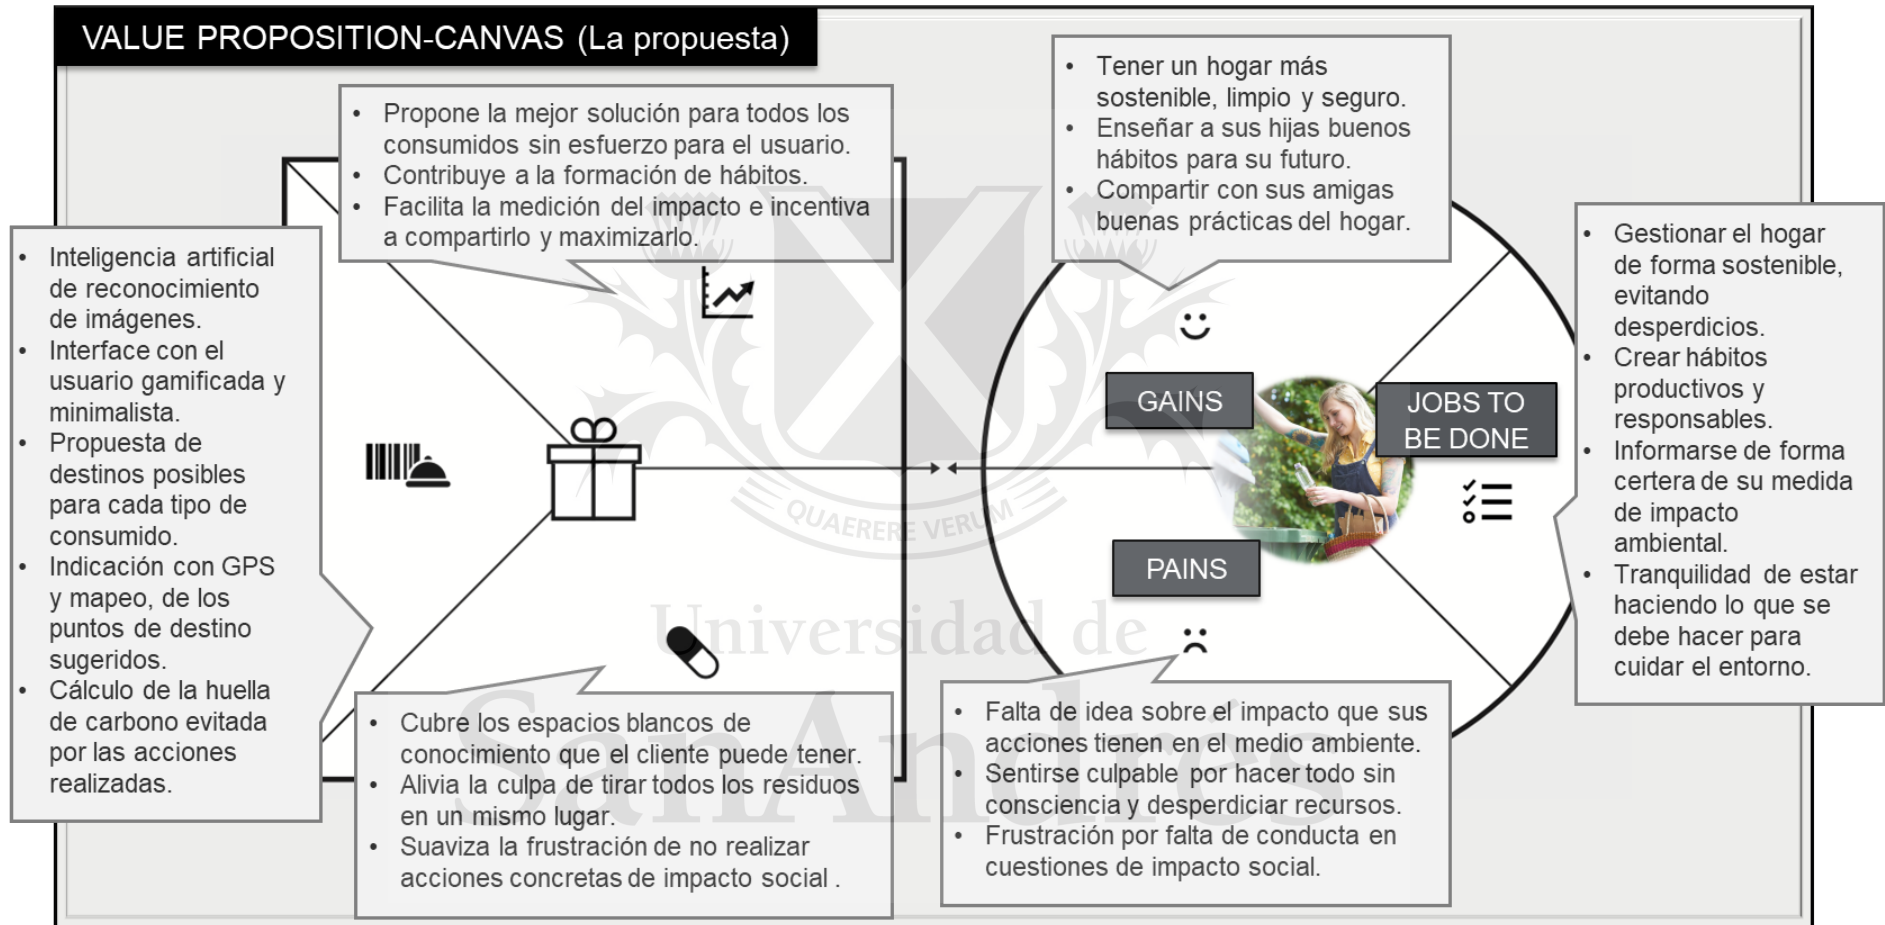 VALUE PROPOSITION-CANVAS (La propuesta)
• Propone la mejor solución para todos los
consumidos sin esfuerzo para el usuario.
• Contribuye a la formación de hábitos.
• Facilita la medición del impacto e incentiva
a compartirlo y maximizarlo.
• Tener un hogar más
sostenible, limpio y seguro.
• Enseñar a sus hijas buenos
hábitos para su futuro.
• Compartir con sus amigas
buenas prácticas del hogar.
• Inteligencia artificial
de reconocimiento
de imágenes.
• Interface con el
usuario gamificada y
minimalista.
• Propuesta de
destinos posibles
para cada tipo de
consumido.
• Indicación con GPS
y mapeo, de los
puntos de destino
sugeridos.
• Cálculo de la huella
de carbono evitada
por las acciones
realizadas.
GAINS
JOBS TO
BE DONE
PAINS
• Gestionar el hogar
de forma sostenible,
evitando
desperdicios.
• Crear hábitos
productivos y
responsables.
• Informarse de forma
certera de su medida
de impacto
ambiental.
• Tranquilidad de estar
haciendo lo que se
debe hacer para
cuidar el entorno.
• Cubre los espacios blancos de
conocimiento que el cliente puede tener.
• Alivia la culpa de tirar todos los residuos
en un mismo lugar.
• Suaviza la frustración de no realizar
acciones concretas de impacto social .
• Falta de idea sobre el impacto que sus
acciones tienen en el medio ambiente.
• Sentirse culpable por hacer todo sin
consciencia y desperdiciar recursos.
• Frustración por falta de conducta en
cuestiones de impacto social.
QUAERERE VERUM
Universidad de
SanAndrés